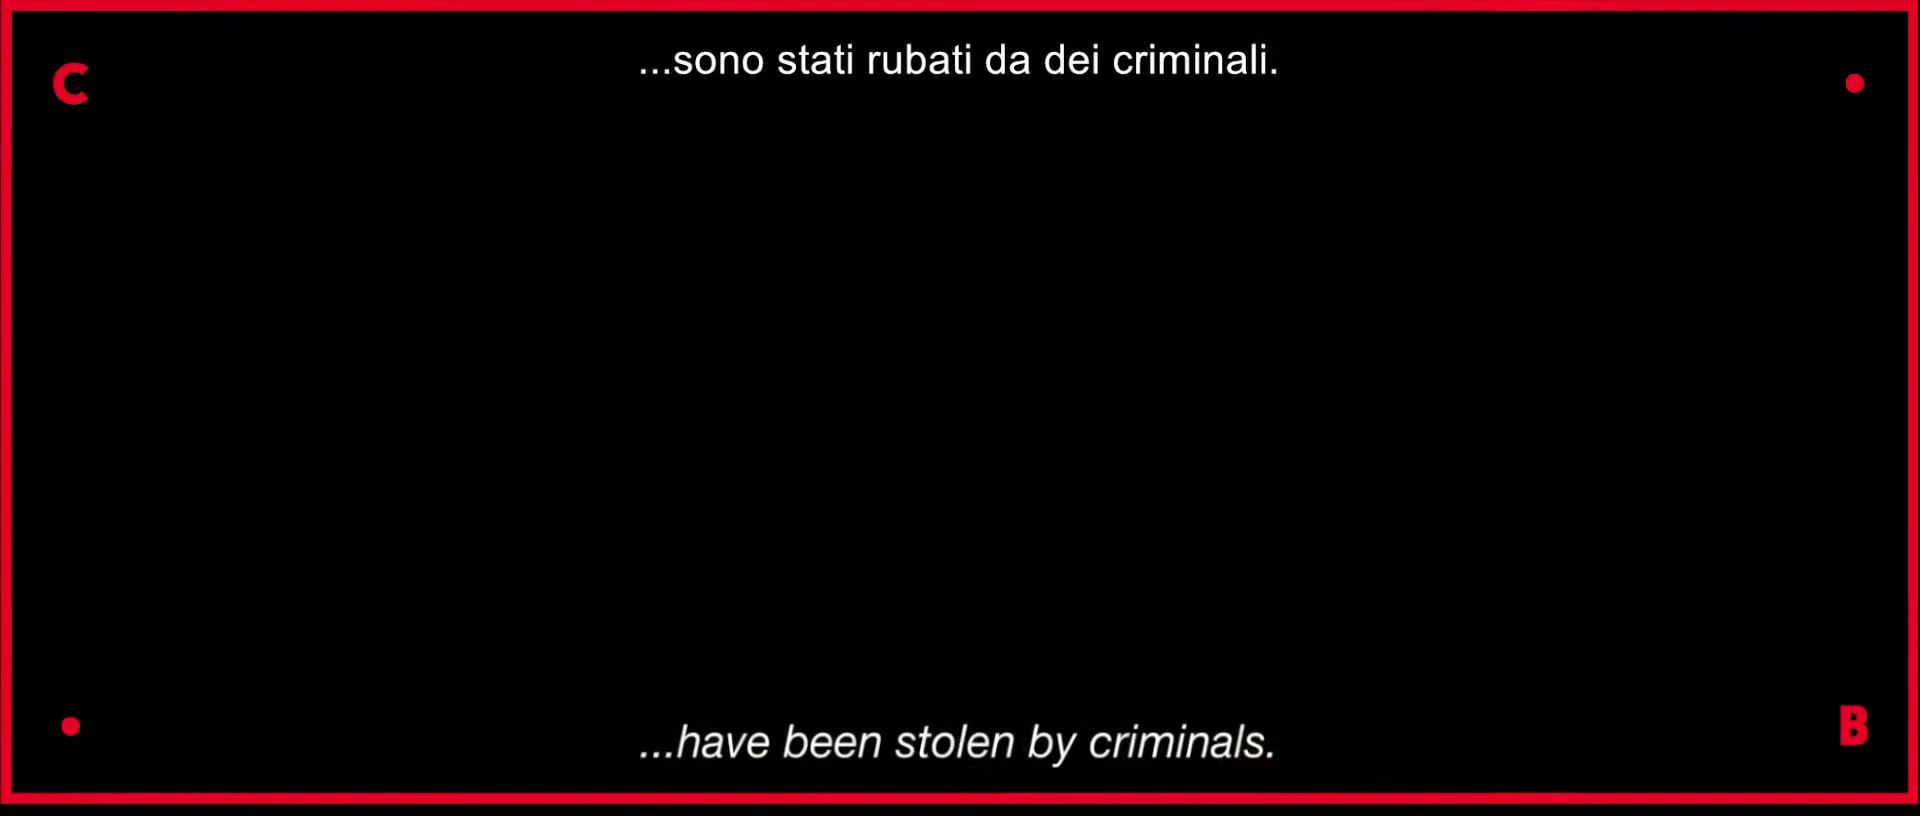 ...sono stati rubati da dei criminali.
C
B
...have been stolen by criminals.